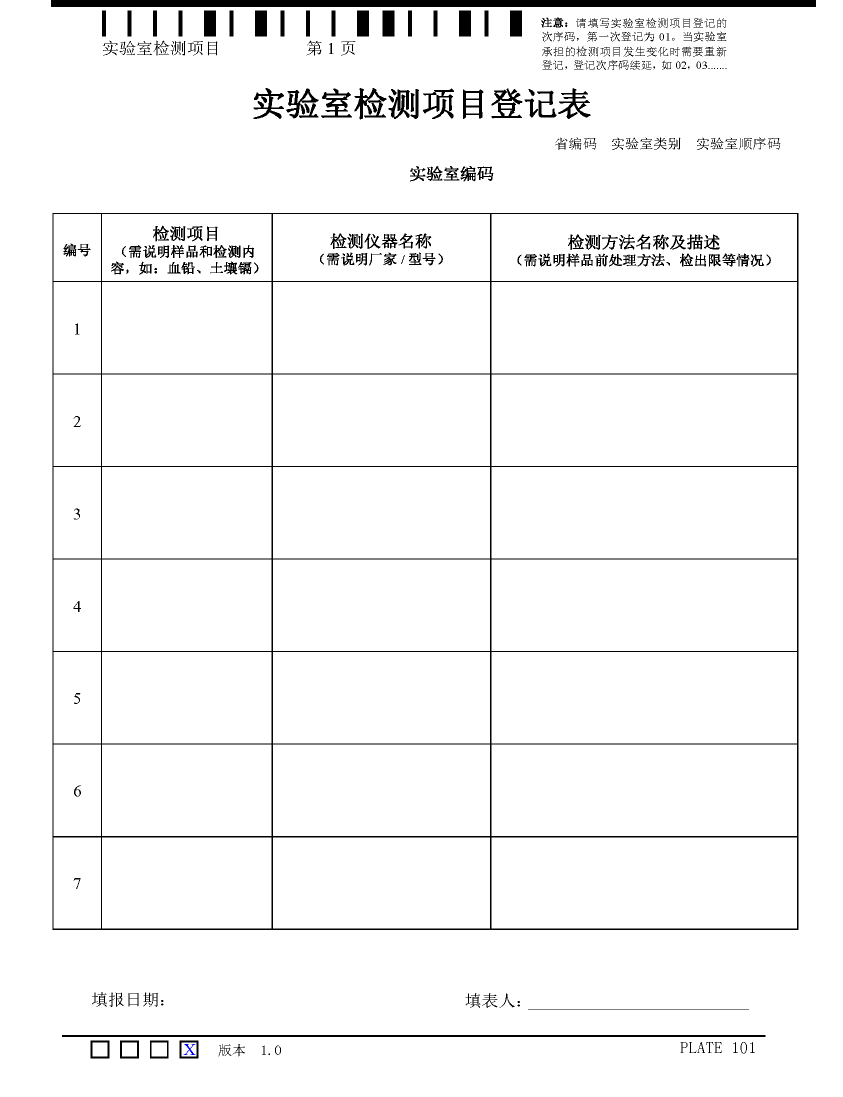 实验室检测项目 第 1 页
注意：请填写实验室检测项目登记的
次序码，第一次登记为 01。当实验室
承担的检测项目发生变化时需要重新
登记，登记次序码续延，如 02，03.......
实验室检测项目登记表
省编码 实验室类别 实验室顺序码
实验室编码
编号
检测项目
（需说明样品和检测内
容，如：血铅、土壤镉）
检测仪器名称
（需说明厂家 / 型号）
检测方法名称及描述
（需说明样品前处理方法、检出限等情况）
1
2
3
4
5
6
7
填报日期： 填表人：
X 版本 1.0 PLATE 101